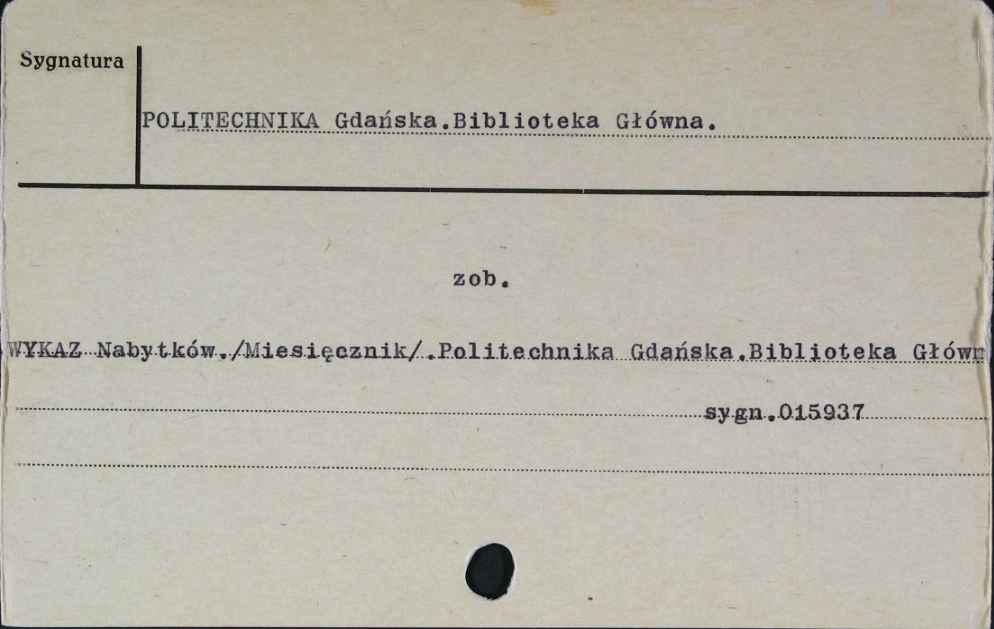 Sygnatura
POLITECHNIKA Gdańska.Biblioteka Główna.
zob.
WYKAZ Nabytków./Miesięcznik/.Politechnika Gdańska.Biblioteka Główn
sygn.015937